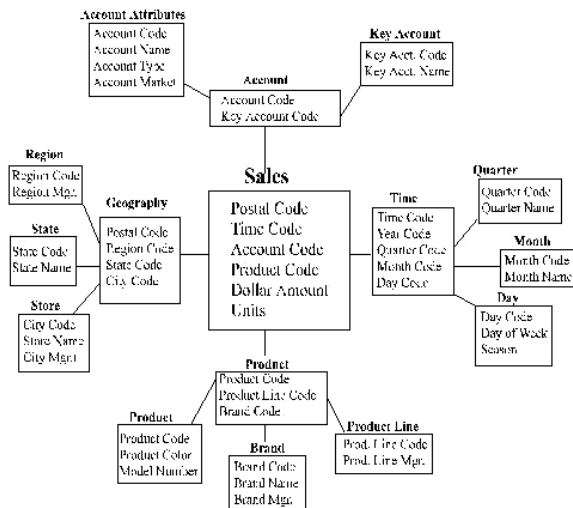 Account Attributes
Account Code
Account Name
Account Type
Account Market
Key Account
Key Acct. Code
Key Acct. Name
Account
Account Code
Key Account Code
Region
Region Code
Region Mgr.
State
State Code
State Name
Store
City Code
Store Name
City Mgmt
Geography
Postal Code
Region Code
State Code
City Code
Sales
Postal Code
Time Code
Account Code
Product Code
Dollar Amount
Units
Time
Time Code
Year Code
Quarter Code
Month Code
Day Code
Quarter
Quarter Code
Quarter Name
Month
Month Code
Month Name
Day
Day Code
Day of Week
Season
Product
Product Code
Product Line Code
Brand Code
Product
Product Code
Product Color
Model Number
Brand
Brand Code
Brand Name
Brand Mgr.
Product Line
Prod. Line Code
Prod. Line Mgr.